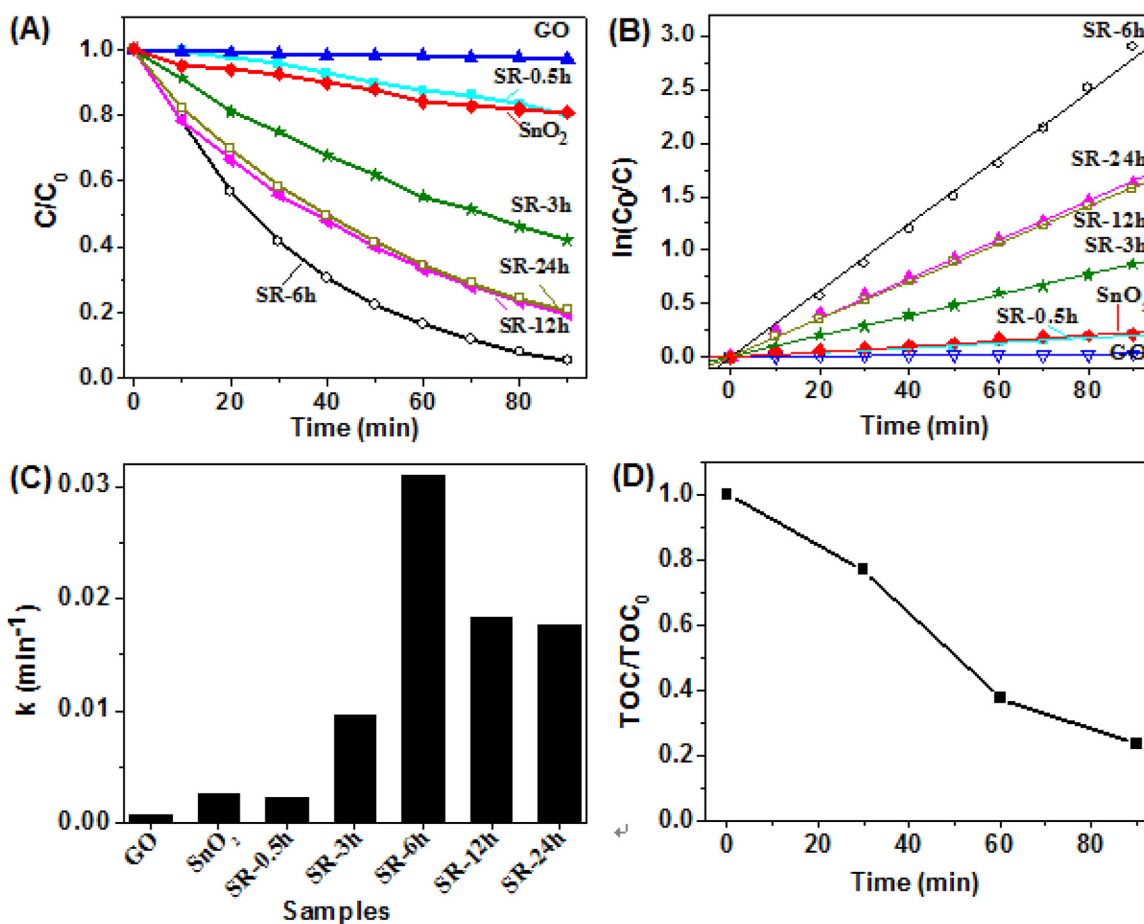 (A)
GO
SR-0.5h
SnO₂
SR-3h
SR-24h
SR-6h
SR-12h
1.0
0.8
0.6
0.4
0.2
0.0
C/C₀
0 20 40 60 80
Time (min)
(B)
SR-6h
SR-24h
SR-12h
SR-3h
SnO₂
SR-0.5h
GO
3.0
2.5
2.0
1.5
1.0
0.5
0.0
ln(C₀/C)
0 20 40 60 80
Time (min)
(C)
0.03
0.02
0.01
0.00
k (min⁻¹)
GO SnO₂ SR-0.5h SR-3h SR-6h SR-12h SR-24h
Samples
(D)
1.0
0.8
0.6
0.4
0.2
0.0
TOC/TOC₀
0 20 40 60 80
Time (min)